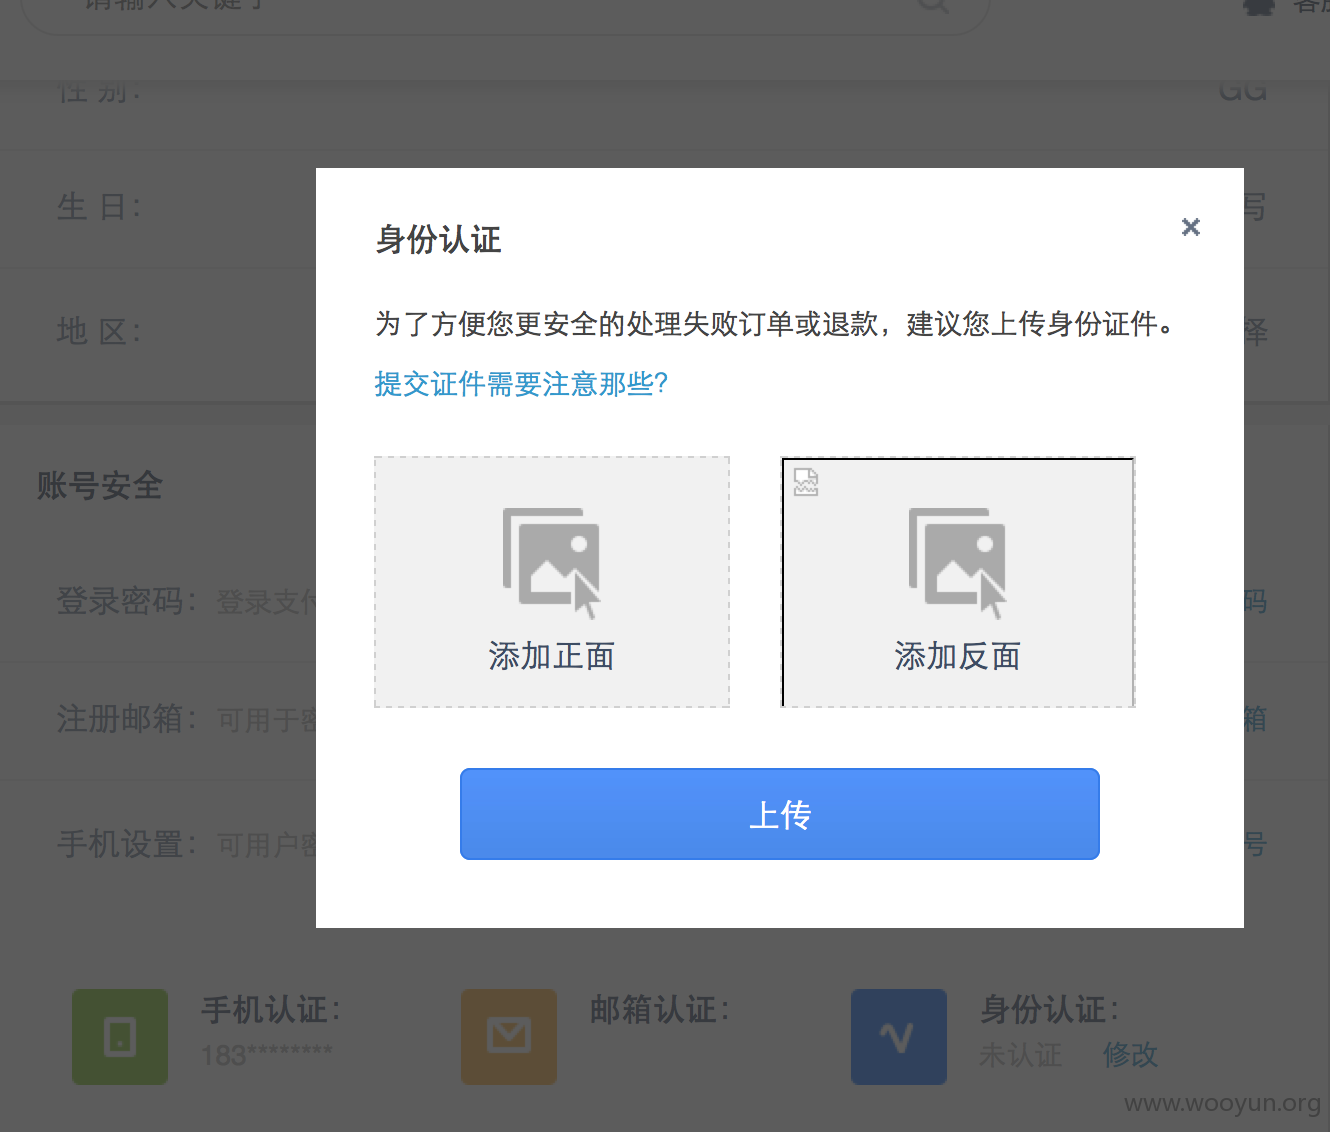 请输入关键字
客服
性 别：
GG
生 日：
写
地 区：
择
身份认证
为了方便您更安全的处理失败订单或退款，建议您上传身份证件。
提交证件需要注意那些?
添加正面
添加反面
上传
账号安全
登录密码： 登录支付
码
注册邮箱： 可用于密
箱
手机设置： 可用户密
号
手机认证：
183********
邮箱认证：
身份认证：
未认证 修改
www.wooyun.org